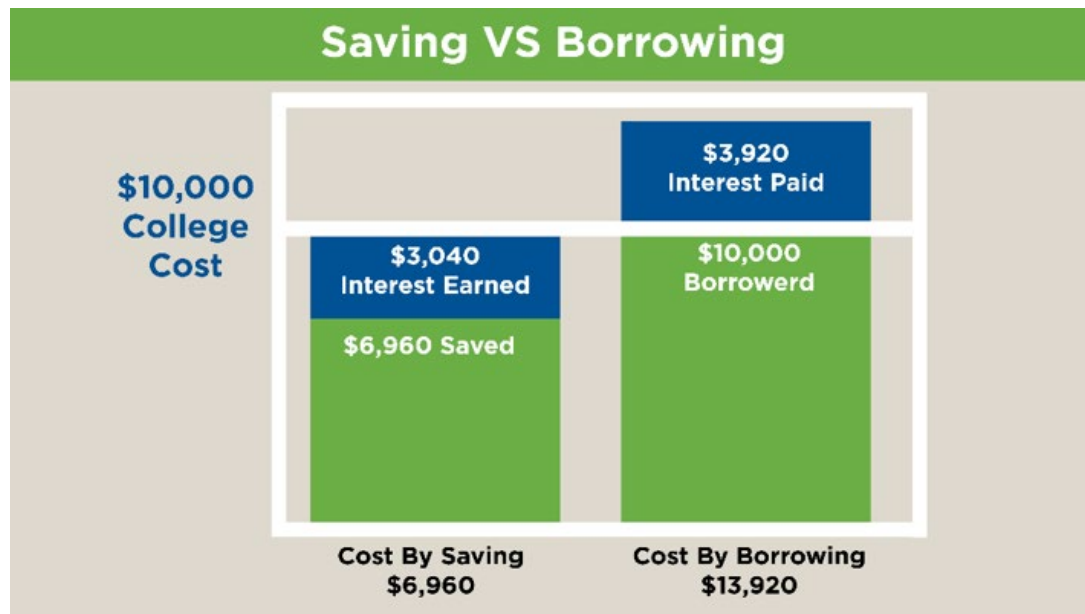 Saving VS Borrowing
$10,000
College
Cost
$3,040
Interest Earned
$6,960 Saved
$3,920
Interest Paid
$10,000
Borrowerd
Cost By Saving
$6,960
Cost By Borrowing
$13,920